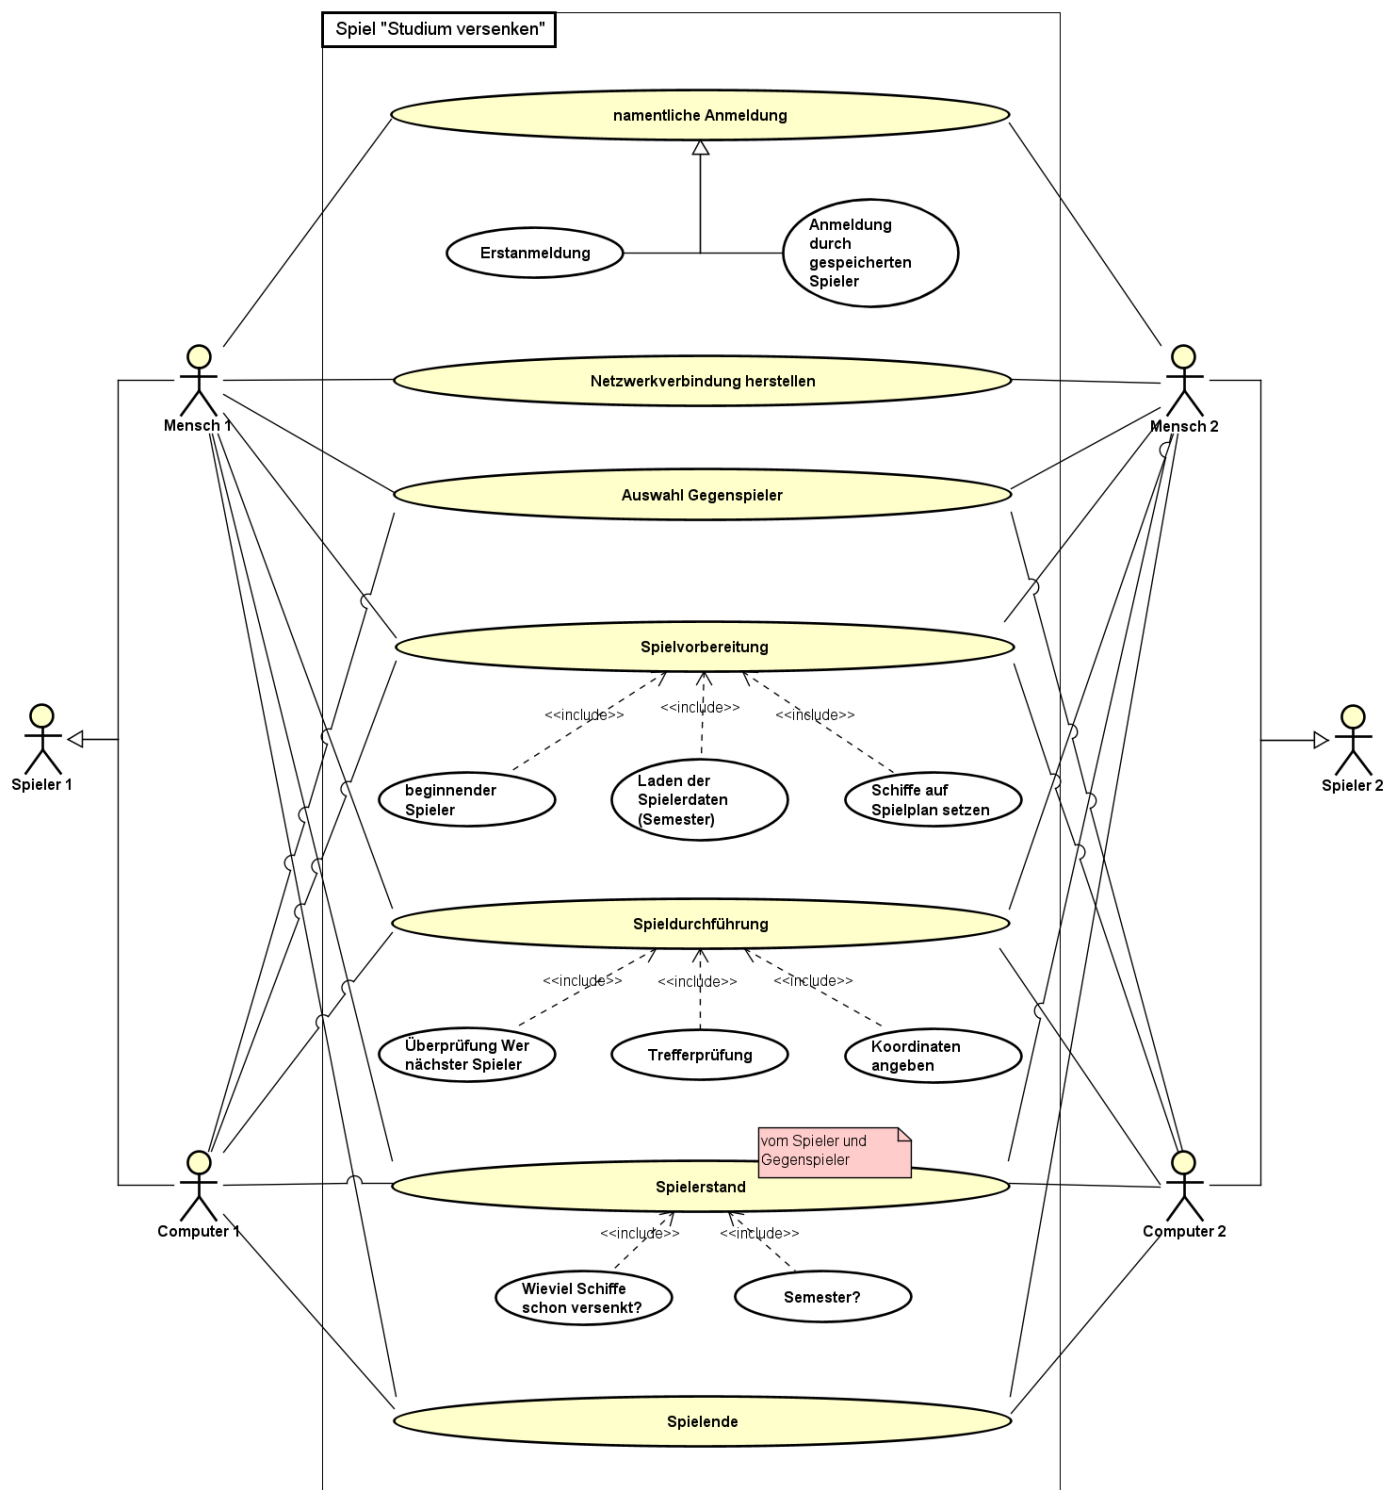 Spiel "Studium versenken"
namentliche Anmeldung
Erstanmeldung
Anmeldung
durch
gespeicherten
Spieler
Mensch 1
Netzwerkverbindung herstellen
Mensch 2
Auswahl Gegenspieler
Spielvorbereitung
<<include>>
<<include>>
<<include>>
Spieler 1
beginnender
Spieler
Laden der
Spielerdaten
(Semester)
Schiffe auf
Spielplan setzen
Spieler 2
Spieldurchführung
<<include>>
<<include>>
<<include>>
Überprüfung Wer
nächster Spieler
Trefferprüfung
Koordinaten
angeben
vom Spieler und
Gegenspieler
Computer 1
Spielerstand
Computer 2
<<include>>
<<include>>
Wieviel Schiffe
schon versenkt?
Semester?
Spielende